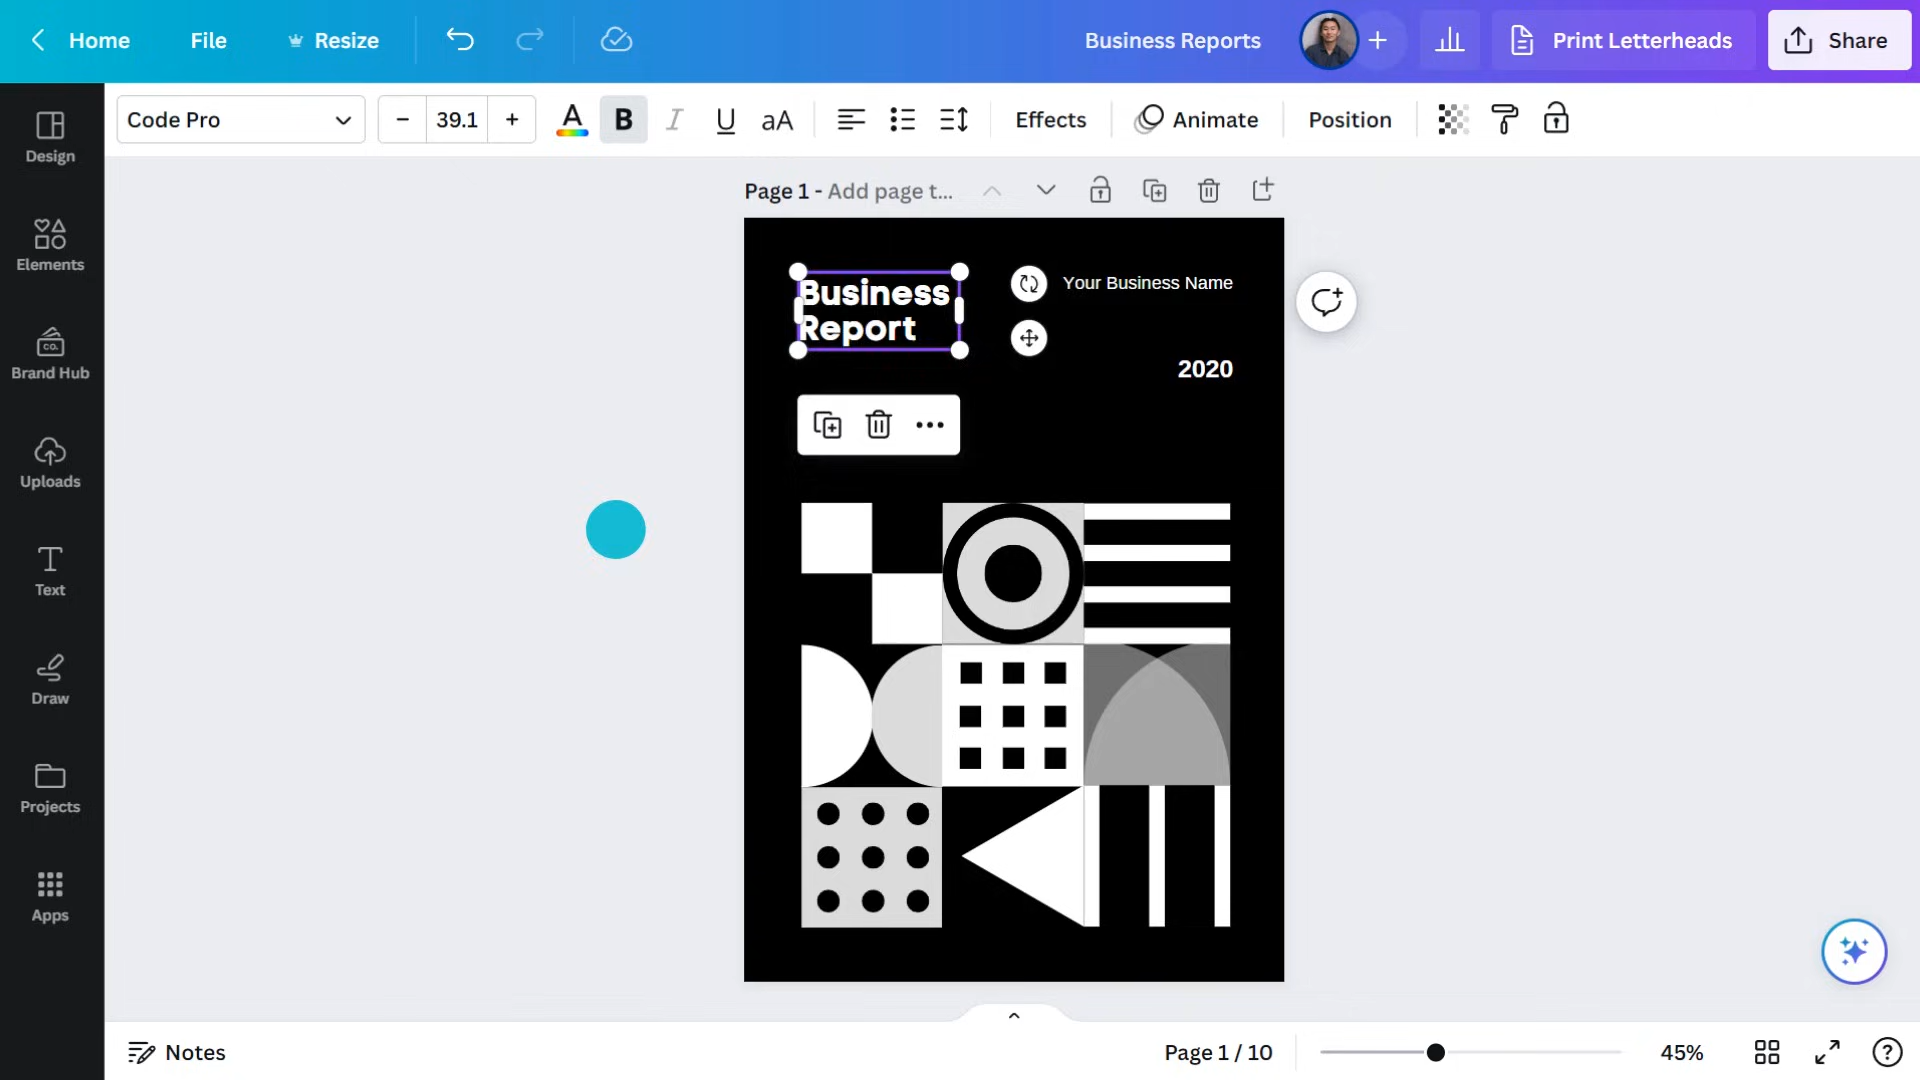 Home
File
Resize
Business Reports
Print Letterheads
Share
Code Pro
39.1
A
B
I
U
aA
Effects
Animate
Position
Design
Elements
CO.
Brand Hub
Uploads
Text
Draw
Projects
Apps
Page 1 - Add page t...
Business
Report
Your Business Name
2020
Notes
Page 1 / 10
45%